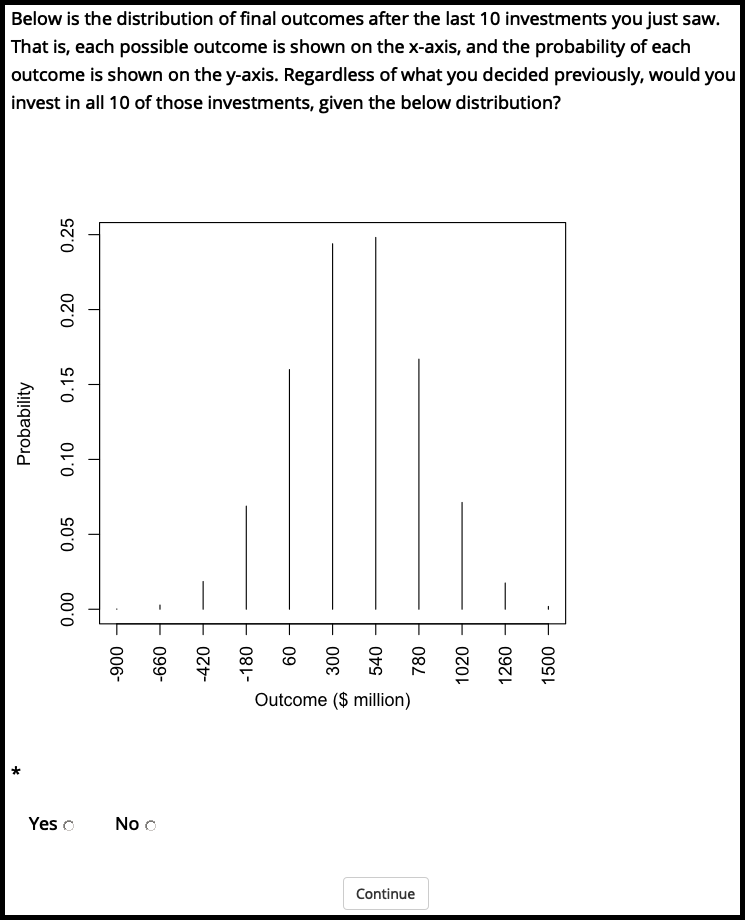 Below is the distribution of final outcomes after the last 10 investments you just saw.
That is, each possible outcome is shown on the x-axis, and the probability of each
outcome is shown on the y-axis. Regardless of what you decided previously, would you
invest in all 10 of those investments, given the below distribution?
0.25
0.20
0.15
0.10
0.05
0.00
Probability
-900
-660
-420
-180
60
300
540
780
1020
1260
1500
Outcome ($ million)
*
Yes No
Continue